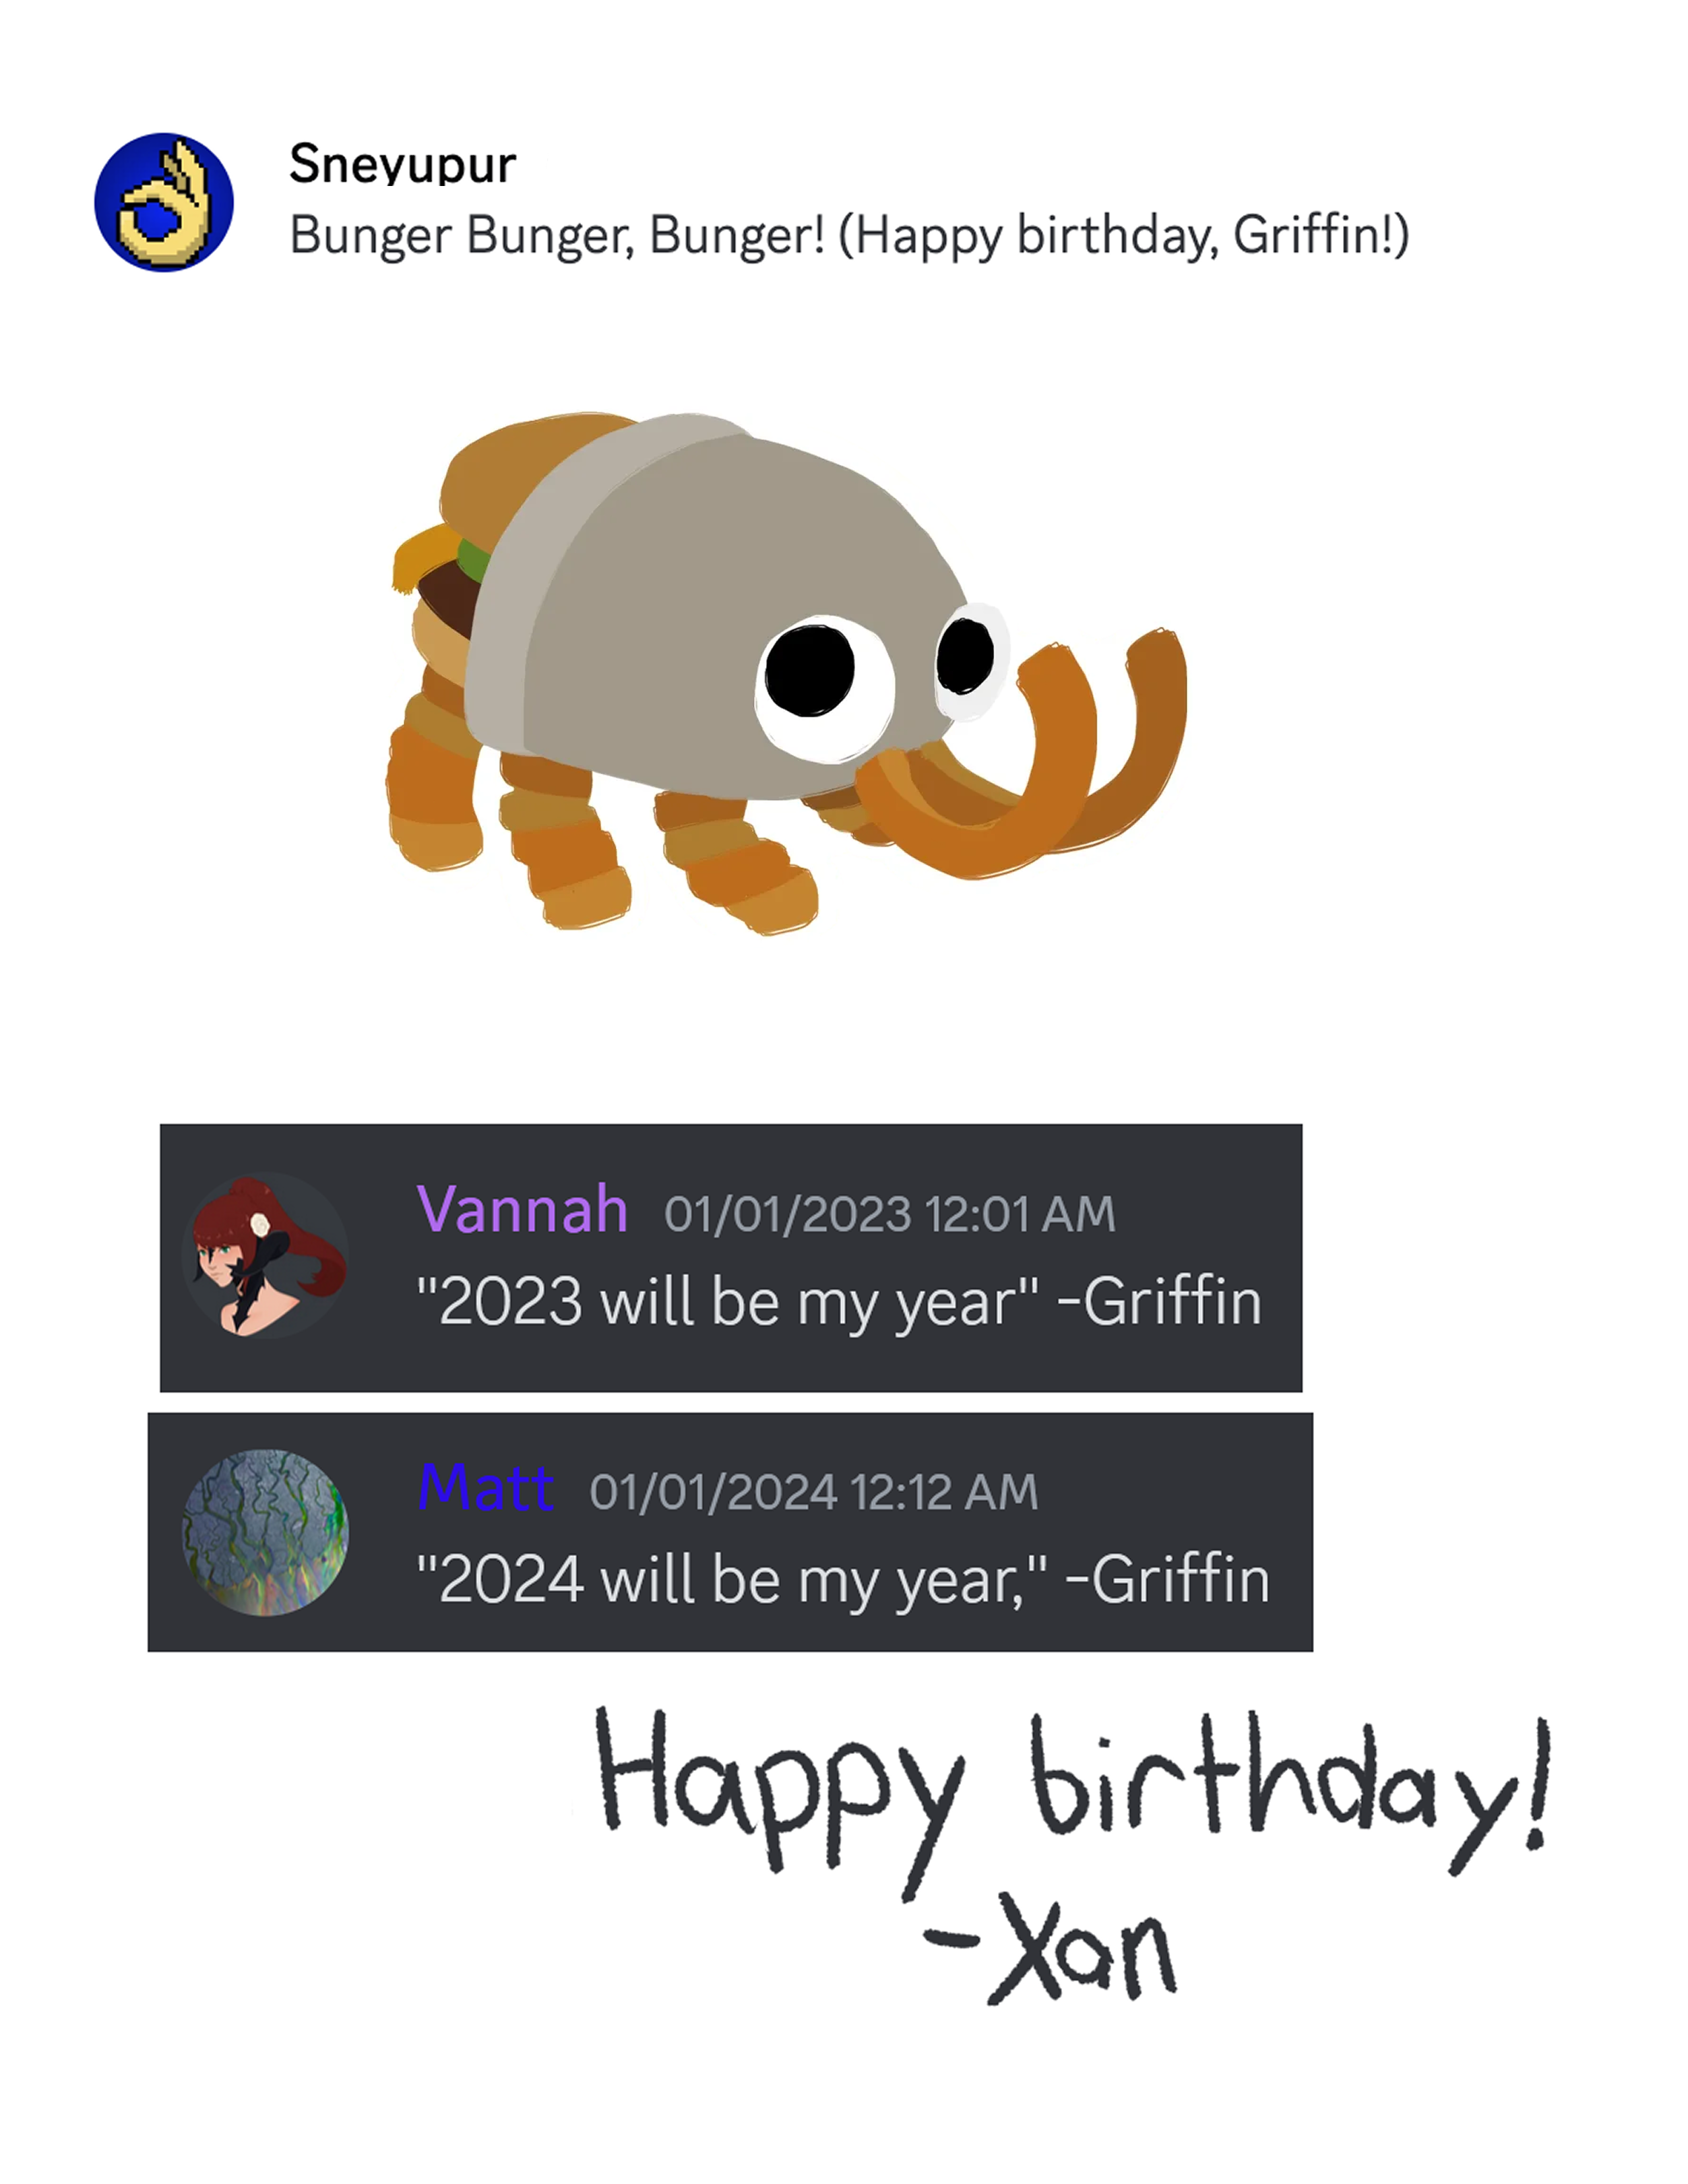 Sneyupur
Bunger Bunger, Bunger! (Happy birthday, Griffin!)
Vannah 01/01/2023 12:01 AM
"2023 will be my year" -Griffin
Matt 01/01/2024 12:12 AM
"2024 will be my year," -Griffin
Happy birthday!
-Xan